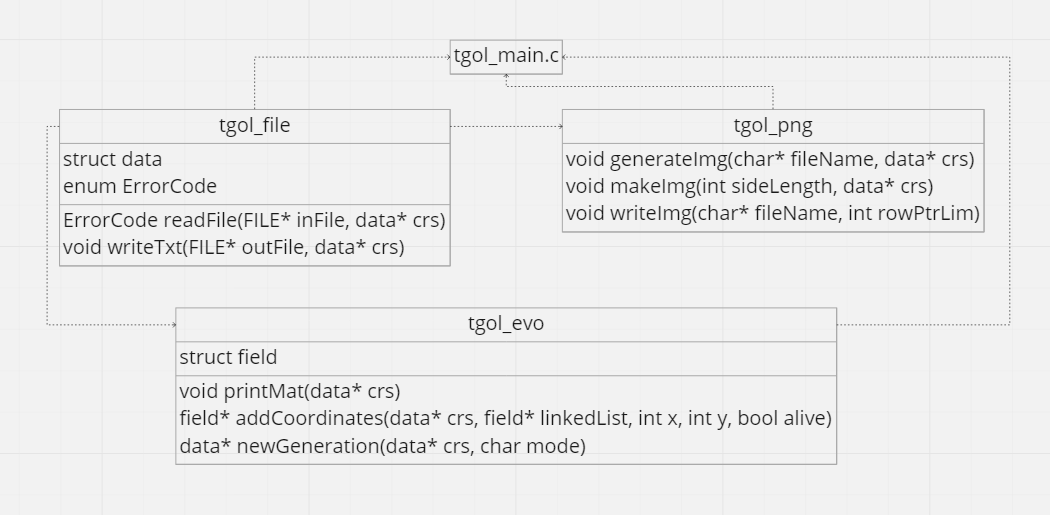 tgol_main.c
tgol_file
struct data
enum ErrorCode
ErrorCode readFile(FILE* inFile, data* crs)
void writeTxt(FILE* outFile, data* crs)
tgol_png
void generateImg(char* fileName, data* crs)
void makeImg(int sideLength, data* crs)
void writeImg(char* fileName, int rowPtrLim)
tgol_evo
struct field
void printMat(data* crs)
field* addCoordinates(data* crs, field* linkedList, int x, int y, bool alive)
data* newGeneration(data* crs, char mode)